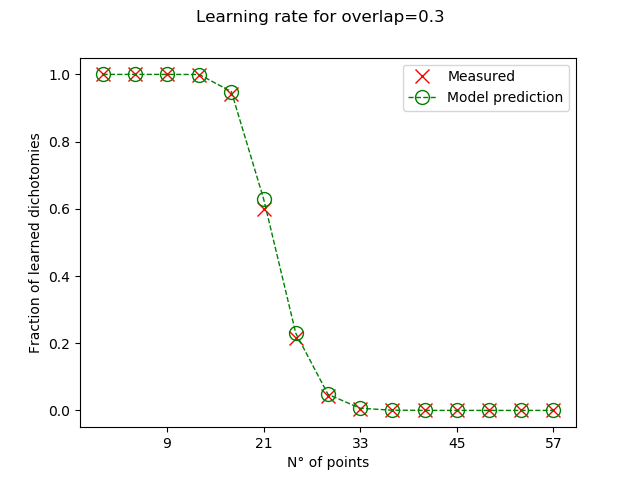 Learning rate for overlap=0.3
Measured
Model prediction
Fraction of learned dichotomies
1.0
0.8
0.6
0.4
0.2
0.0
9 21 33 45 57
N° of points